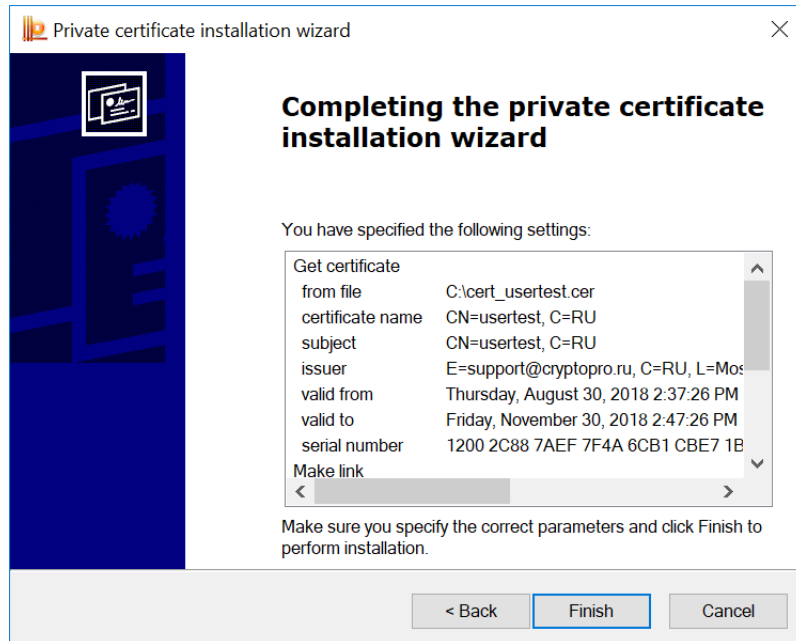 Private certificate installation wizard
Completing the private certificate
installation wizard
You have specified the following settings:
Get certificate
from file C:\cert_usertest.cer
certificate name CN=usertest, C=RU
subject CN=usertest, C=RU
issuer E=support@cryptopro.ru, C=RU, L=Mos
valid from Thursday, August 30, 2018 2:37:26 PM
valid to Friday, November 30, 2018 2:47:26 PM
serial number 1200 2C88 7AEF 7F4A 6CB1 CBE7 1B
Make link
Make sure you specify the correct parameters and click Finish to
perform installation.
< Back Finish Cancel